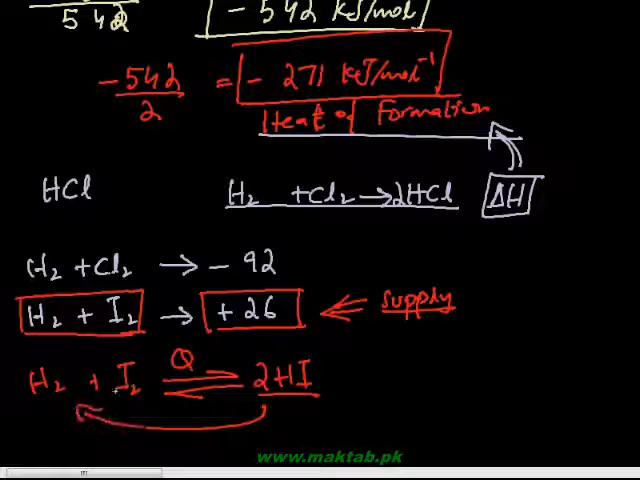 542
- 542 kJ/mol
-542/2 = - 271 kJ/mol⁻¹
Heat of Formation
HCl H₂ + Cl₂ → 2HCl ΔH
H₂ + Cl₂ → - 92
H₂ + I₂ → + 26 ← supply
H₂ + I₂ ⇌ Q 2HI
www.maktab.pk